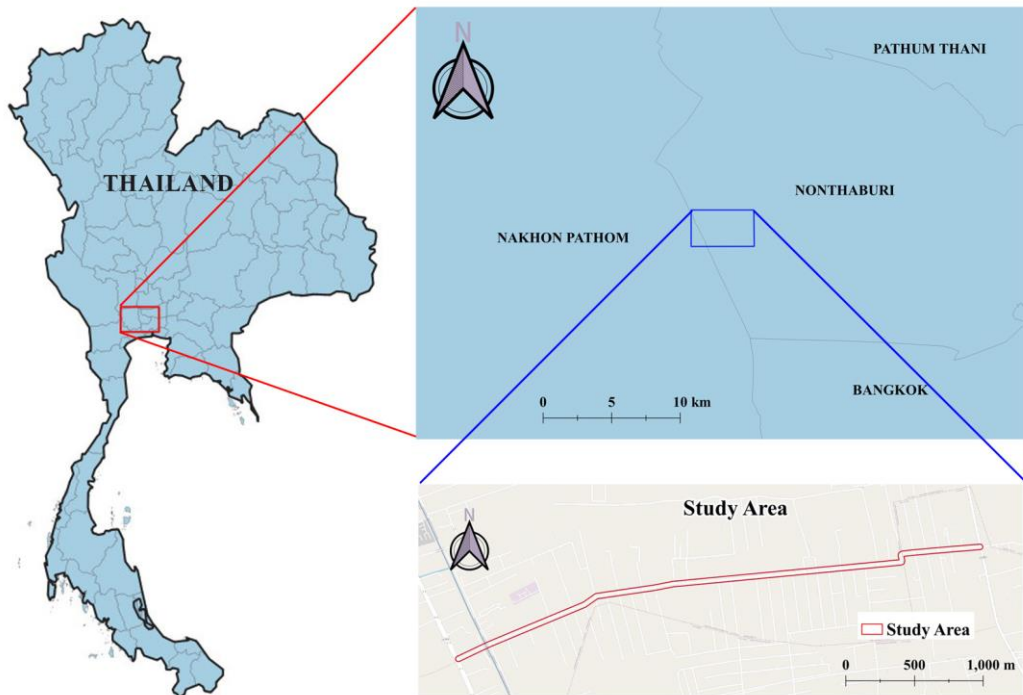 THAILAND
N
PATHUM THANI
NONTHABURI
NAKHON PATHOM
BANGKOK
0 5 10 km
Study Area
N
Study Area
0 500 1,000 m